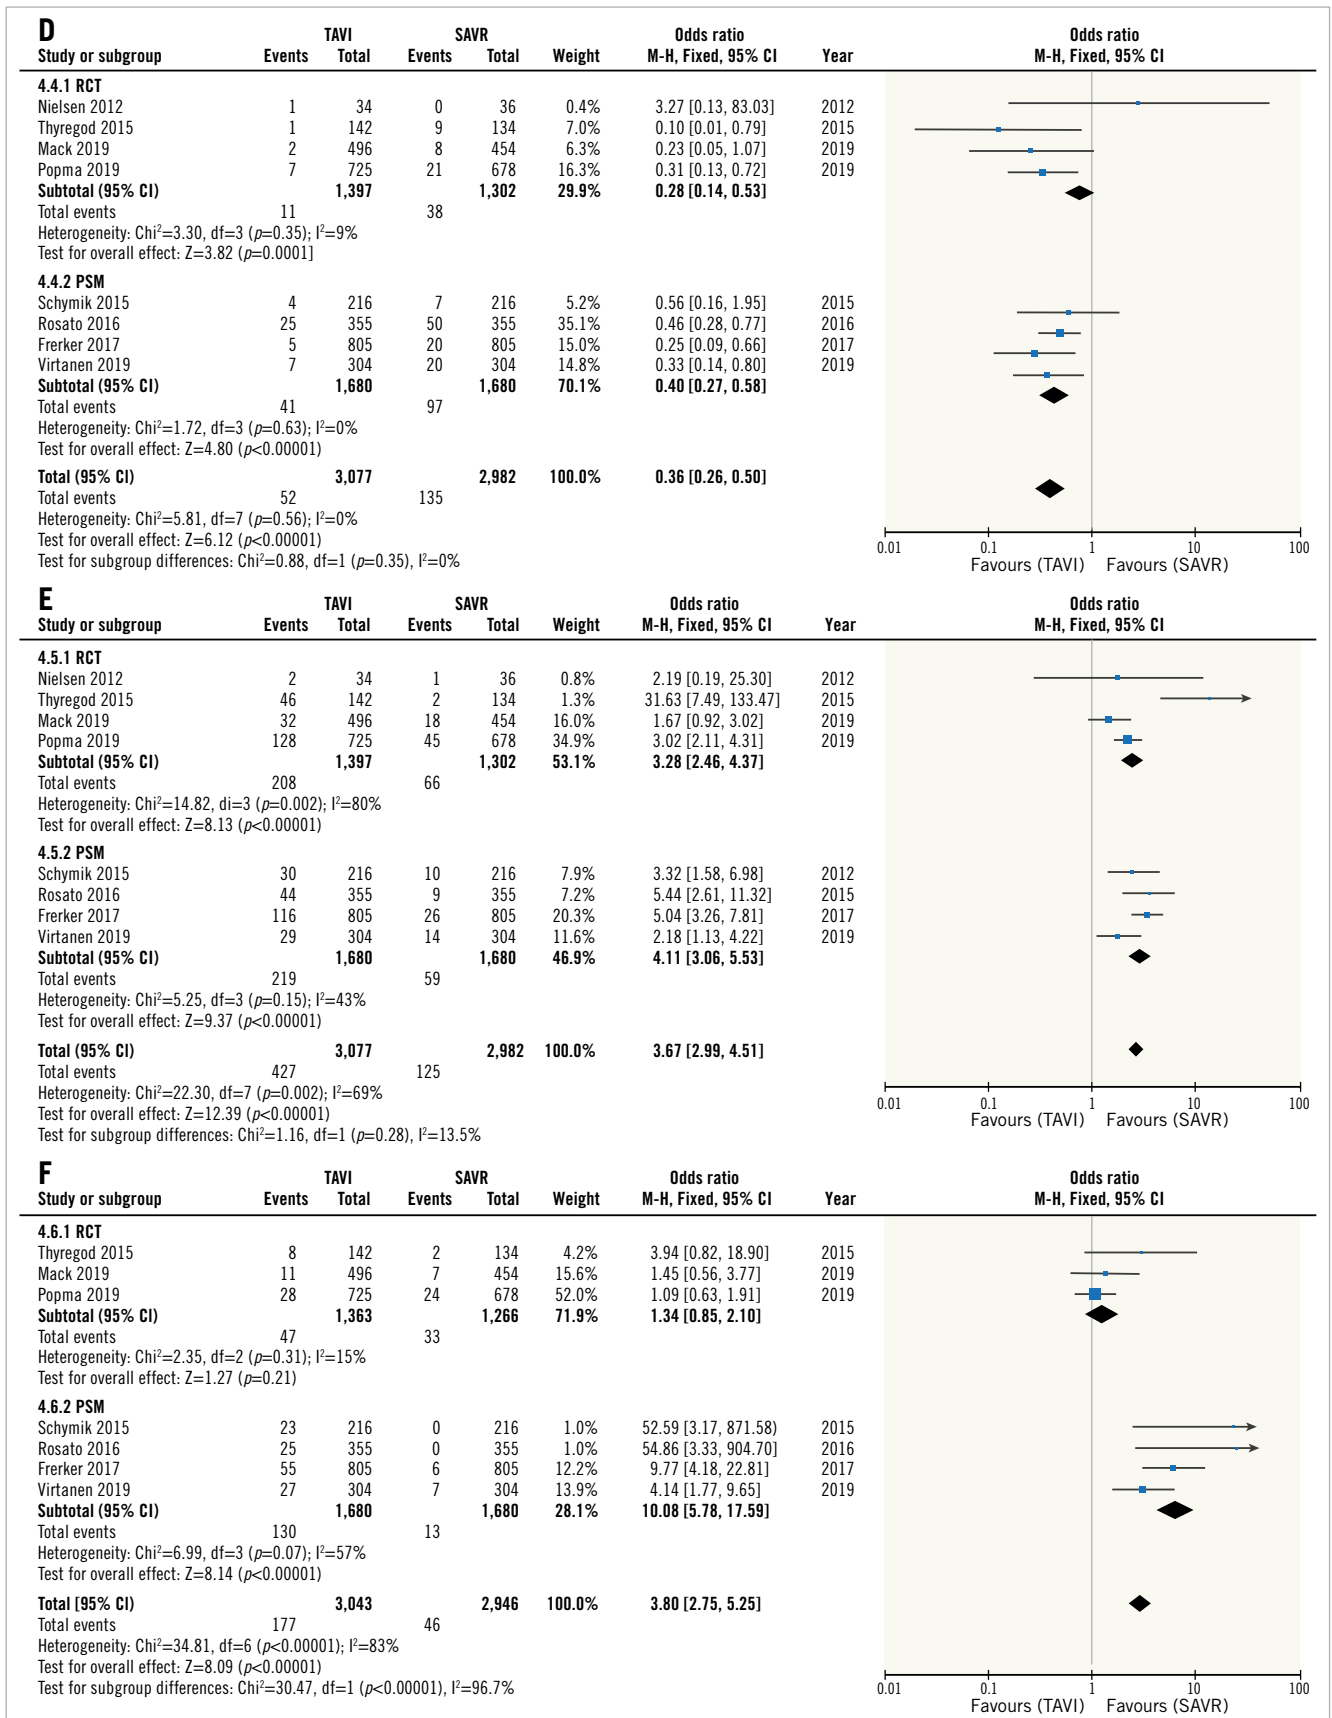 D
TAVI SAVR Odds ratio Odds ratio
Study or subgroup Events Total Events Total Weight M-H, Fixed, 95% CI Year M-H, Fixed, 95% CI
4.4.1 RCT
Nielsen 2012 1 34 0 36 0.4% 3.27 [0.13, 83.03] 2012
Thyregod 2015 1 142 9 134 7.0% 0.10 [0.01, 0.79] 2015
Mack 2019 2 496 8 454 6.3% 0.23 [0.05, 1.07] 2019
Popma 2019 7 725 21 678 16.3% 0.31 [0.13, 0.72] 2019
Subtotal (95% CI) 1,397 1,302 29.9% 0.28 [0.14, 0.53]
Total events 11 38
Heterogeneity: Chi²=3.30, df=3 (p=0.35); I²=9%
Test for overall effect: Z=3.82 (p=0.0001]
4.4.2 PSM
Schymik 2015 4 216 7 216 5.2% 0.56 [0.16, 1.95] 2015
Rosato 2016 25 355 50 355 35.1% 0.46 [0.28, 0.77] 2016
Frerker 2017 5 805 20 805 15.0% 0.25 [0.09, 0.66] 2017
Virtanen 2019 7 304 20 304 14.8% 0.33 [0.14, 0.80] 2019
Subtotal (95% CI) 1,680 1,680 70.1% 0.40 [0.27, 0.58]
Total events 41 97
Heterogeneity: Chi²=1.72, df=3 (p=0.63); I²=0%
Test for overall effect: Z=4.80 (p<0.00001)
Total (95% CI) 3,077 2,982 100.0% 0.36 [0.26, 0.50]
Total events 52 135
Heterogeneity: Chi²=5.81, df=7 (p=0.56); I²=0%
Test for overall effect: Z=6.12 (p<0.00001)
Test for subgroup differences: Chi²=0.88, df=1 (p=0.35), I²=0%
0.01 0.1 1 10 100
Favours (TAVI) Favours (SAVR)
E
TAVI SAVR Odds ratio Odds ratio
Study or subgroup Events Total Events Total Weight M-H, Fixed, 95% CI Year M-H, Fixed, 95% CI
4.5.1 RCT
Nielsen 2012 2 34 1 36 0.8% 2.19 [0.19, 25.30] 2012
Thyregod 2015 46 142 2 134 1.3% 31.63 [7.49, 133.47] 2015
Mack 2019 32 496 18 454 16.0% 1.67 [0.92, 3.02] 2019
Popma 2019 128 725 45 678 34.9% 3.02 [2.11, 4.31] 2019
Subtotal (95% CI) 1,397 1,302 53.1% 3.28 [2.46, 4.37]
Total events 208 66
Heterogeneity: Chi²=14.82, di=3 (p=0.002); I²=80%
Test for overall effect: Z=8.13 (p<0.00001)
4.5.2 PSM
Schymik 2015 30 216 10 216 7.9% 3.32 [1.58, 6.98] 2012
Rosato 2016 44 355 9 355 7.2% 5.44 [2.61, 11.32] 2015
Frerker 2017 116 805 26 805 20.3% 5.04 [3.26, 7.81] 2017
Virtanen 2019 29 304 14 304 11.6% 2.18 [1.13, 4.22] 2019
Subtotal (95% CI) 1,680 1,680 46.9% 4.11 [3.06, 5.53]
Total events 219 59
Heterogeneity: Chi²=5.25, df=3 (p=0.15); I²=43%
Test for overall effect: Z=9.37 (p<0.00001)
Total (95% CI) 3,077 2,982 100.0% 3.67 [2.99, 4.51]
Total events 427 125
Heterogeneity: Chi²=22.30, df=7 (p=0.002); I²=69%
Test for overall effect: Z=12.39 (p<0.00001)
Test for subgroup differences: Chi²=1.16, df=1 (p=0.28), I²=13.5%
0.01 0.1 1 10 100
Favours (TAVI) Favours (SAVR)
F
TAVI SAVR Odds ratio Odds ratio
Study or subgroup Events Total Events Total Weight M-H, Fixed, 95% CI Year M-H, Fixed, 95% CI
4.6.1 RCT
Thyregod 2015 8 142 2 134 4.2% 3.94 [0.82, 18.90] 2015
Mack 2019 11 496 7 454 15.6% 1.45 [0.56, 3.77] 2019
Popma 2019 28 725 24 678 52.0% 1.09 [0.63, 1.91] 2019
Subtotal (95% CI) 1,363 1,266 71.9% 1.34 [0.85, 2.10]
Total events 47 33
Heterogeneity: Chi²=2.35, df=2 (p=0.31); I²=15%
Test for overall effect: Z=1.27 (p=0.21)
4.6.2 PSM
Schymik 2015 23 216 0 216 1.0% 52.59 [3.17, 871.58) 2015
Rosato 2016 25 355 0 355 1.0% 54.86 [3.33, 904.70] 2016
Frerker 2017 55 805 6 805 12.2% 9.77 [4.18, 22.81] 2017
Virtanen 2019 27 304 7 304 13.9% 4.14 [1.77, 9.65] 2019
Subtotal (95% CI) 1,680 1,680 28.1% 10.08 [5.78, 17.59]
Total events 130 13
Heterogeneity: Chi²=6.99, df=3 (p=0.07); I²=57%
Test for overall effect: Z=8.14 (p<0.00001)
Total [95% CI) 3,043 2,946 100.0% 3.80 [2.75, 5.25]
Total events 177 46
Heterogeneity: Chi²=34.81, df=6 (p<0.00001); I²=83%
Test for overall effect: Z=8.09 (p<0.00001)
Test for subgroup differences: Chi²=30.47, df=1 (p<0.00001), I²=96.7%
0.01 0.1 1 10 100
Favours (TAVI) Favours (SAVR)